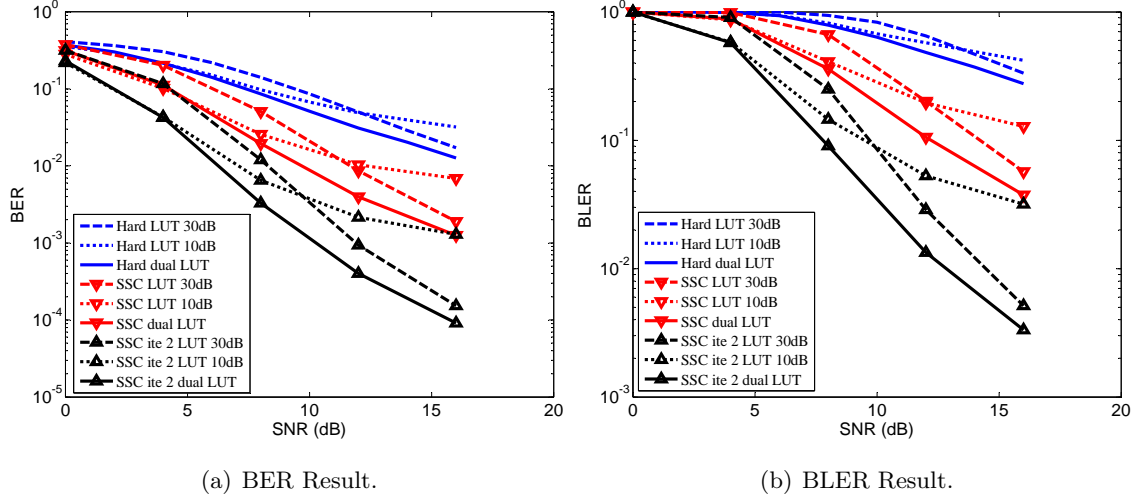 10⁰
10⁻¹
10⁻²
10⁻³
10⁻⁴
10⁻⁵
BER
0
5
10
15
20
SNR (dB)
Hard LUT 30dB
Hard LUT 10dB
Hard dual LUT
SSC LUT 30dB
SSC LUT 10dB
SSC dual LUT
SSC ite 2 LUT 30dB
SSC ite 2 LUT 10dB
SSC ite 2 dual LUT
(a) BER Result.
10⁰
10⁻¹
10⁻²
10⁻³
BLER
0
5
10
15
20
SNR (dB)
Hard LUT 30dB
Hard LUT 10dB
Hard dual LUT
SSC LUT 30dB
SSC LUT 10dB
SSC dual LUT
SSC ite 2 LUT 30dB
SSC ite 2 LUT 10dB
SSC ite 2 dual LUT
(b) BLER Result.